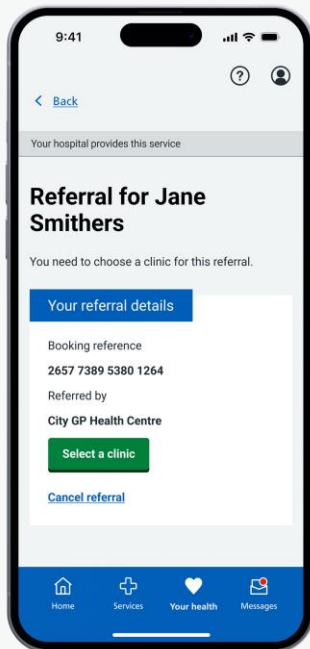 9:41
?
Back
Your hospital provides this service
Referral for Jane
Smithers
You need to choose a clinic for this referral.
Your referral details
Booking reference
2657 7389 5380 1264
Referred by
City GP Health Centre
Select a clinic
Cancel referral
Home Services Your health Messages